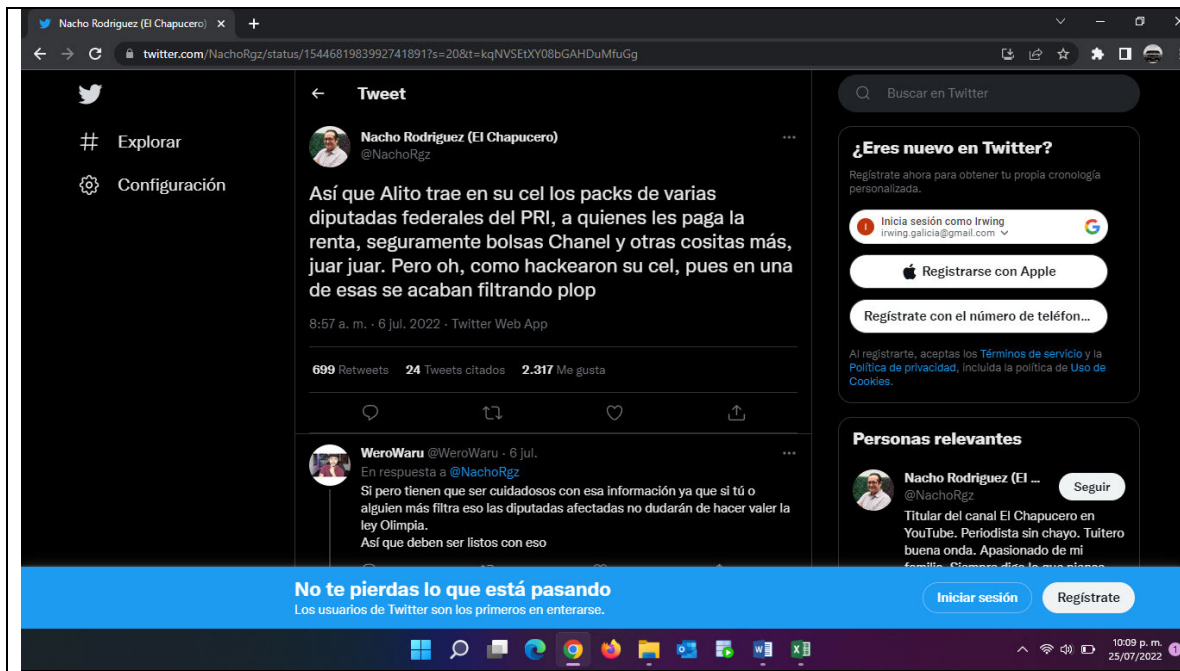 Nacho Rodriguez (El Chapucero)
twitter.com/NachoRgz/status/1544681983992741891?s=20&t=kqNVSEtXY08bGAHDuMfuGg
Explorar
Configuración
Tweet
Nacho Rodriguez (El Chapucero)
@NachoRgz
Así que Alito trae en su cel los packs de varias
diputadas federales del PRI, a quienes les paga la
renta, seguramente bolsas Chanel y otras cositas más,
juar juar. Pero oh, como hackearon su cel, pues en una
de esas se acaban filtrando plop
8:57 a. m. · 6 jul. 2022 · Twitter Web App
699 Retweets 24 Tweets citados 2.317 Me gusta
WeroWaru @WeroWaru · 6 jul.
En respuesta a @NachoRgz
Si pero tienen que ser cuidadosos con esa información ya que si tú o
alguien más filtra eso las diputadas afectadas no dudarán de hacer valer la
ley Olimpia.
Así que deben ser listos con eso
Buscar en Twitter
¿Eres nuevo en Twitter?
Regístrate ahora para obtener tu propia cronología
personalizada.
Inicia sesión como Irwing
irwing.galicia@gmail.com
Registrarse con Apple
Regístrate con el número de teléfon...
Al registrarte, aceptas los Términos de servicio y la
Política de privacidad, incluida la política de Uso de
Cookies.
Personas relevantes
Nacho Rodriguez (El ...
@NachoRgz
Seguir
Titular del canal El Chapucero en
YouTube. Periodista sin chayo. Tuitero
buena onda. Apasionado de mi
familia. Siempre digo lo que pienso
No te pierdas lo que está pasando
Los usuarios de Twitter son los primeros en enterarse.
Iniciar sesión
Regístrate
10:09 p. m.
25/07/2022